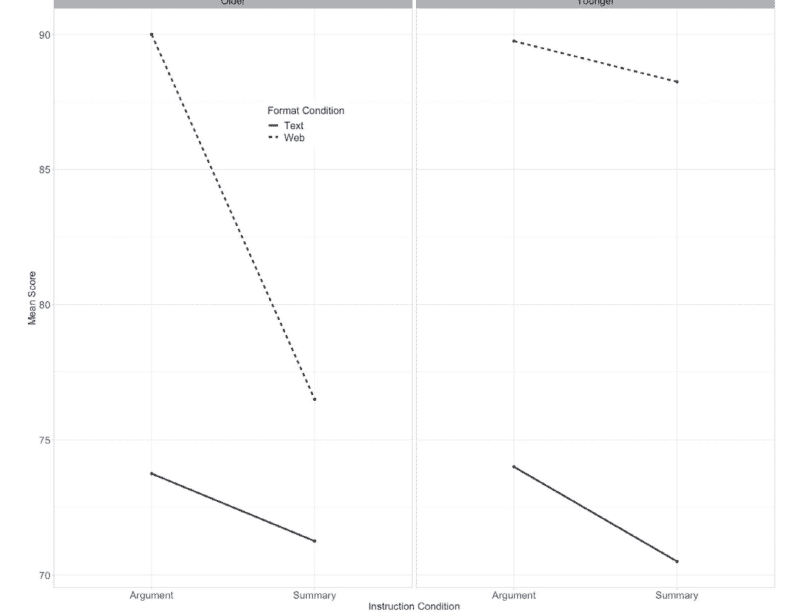 Older
Younger
90
85
80
75
70
Mean Score
Format Condition
Text
Web
Argument
Summary
Argument
Summary
Instruction Condition